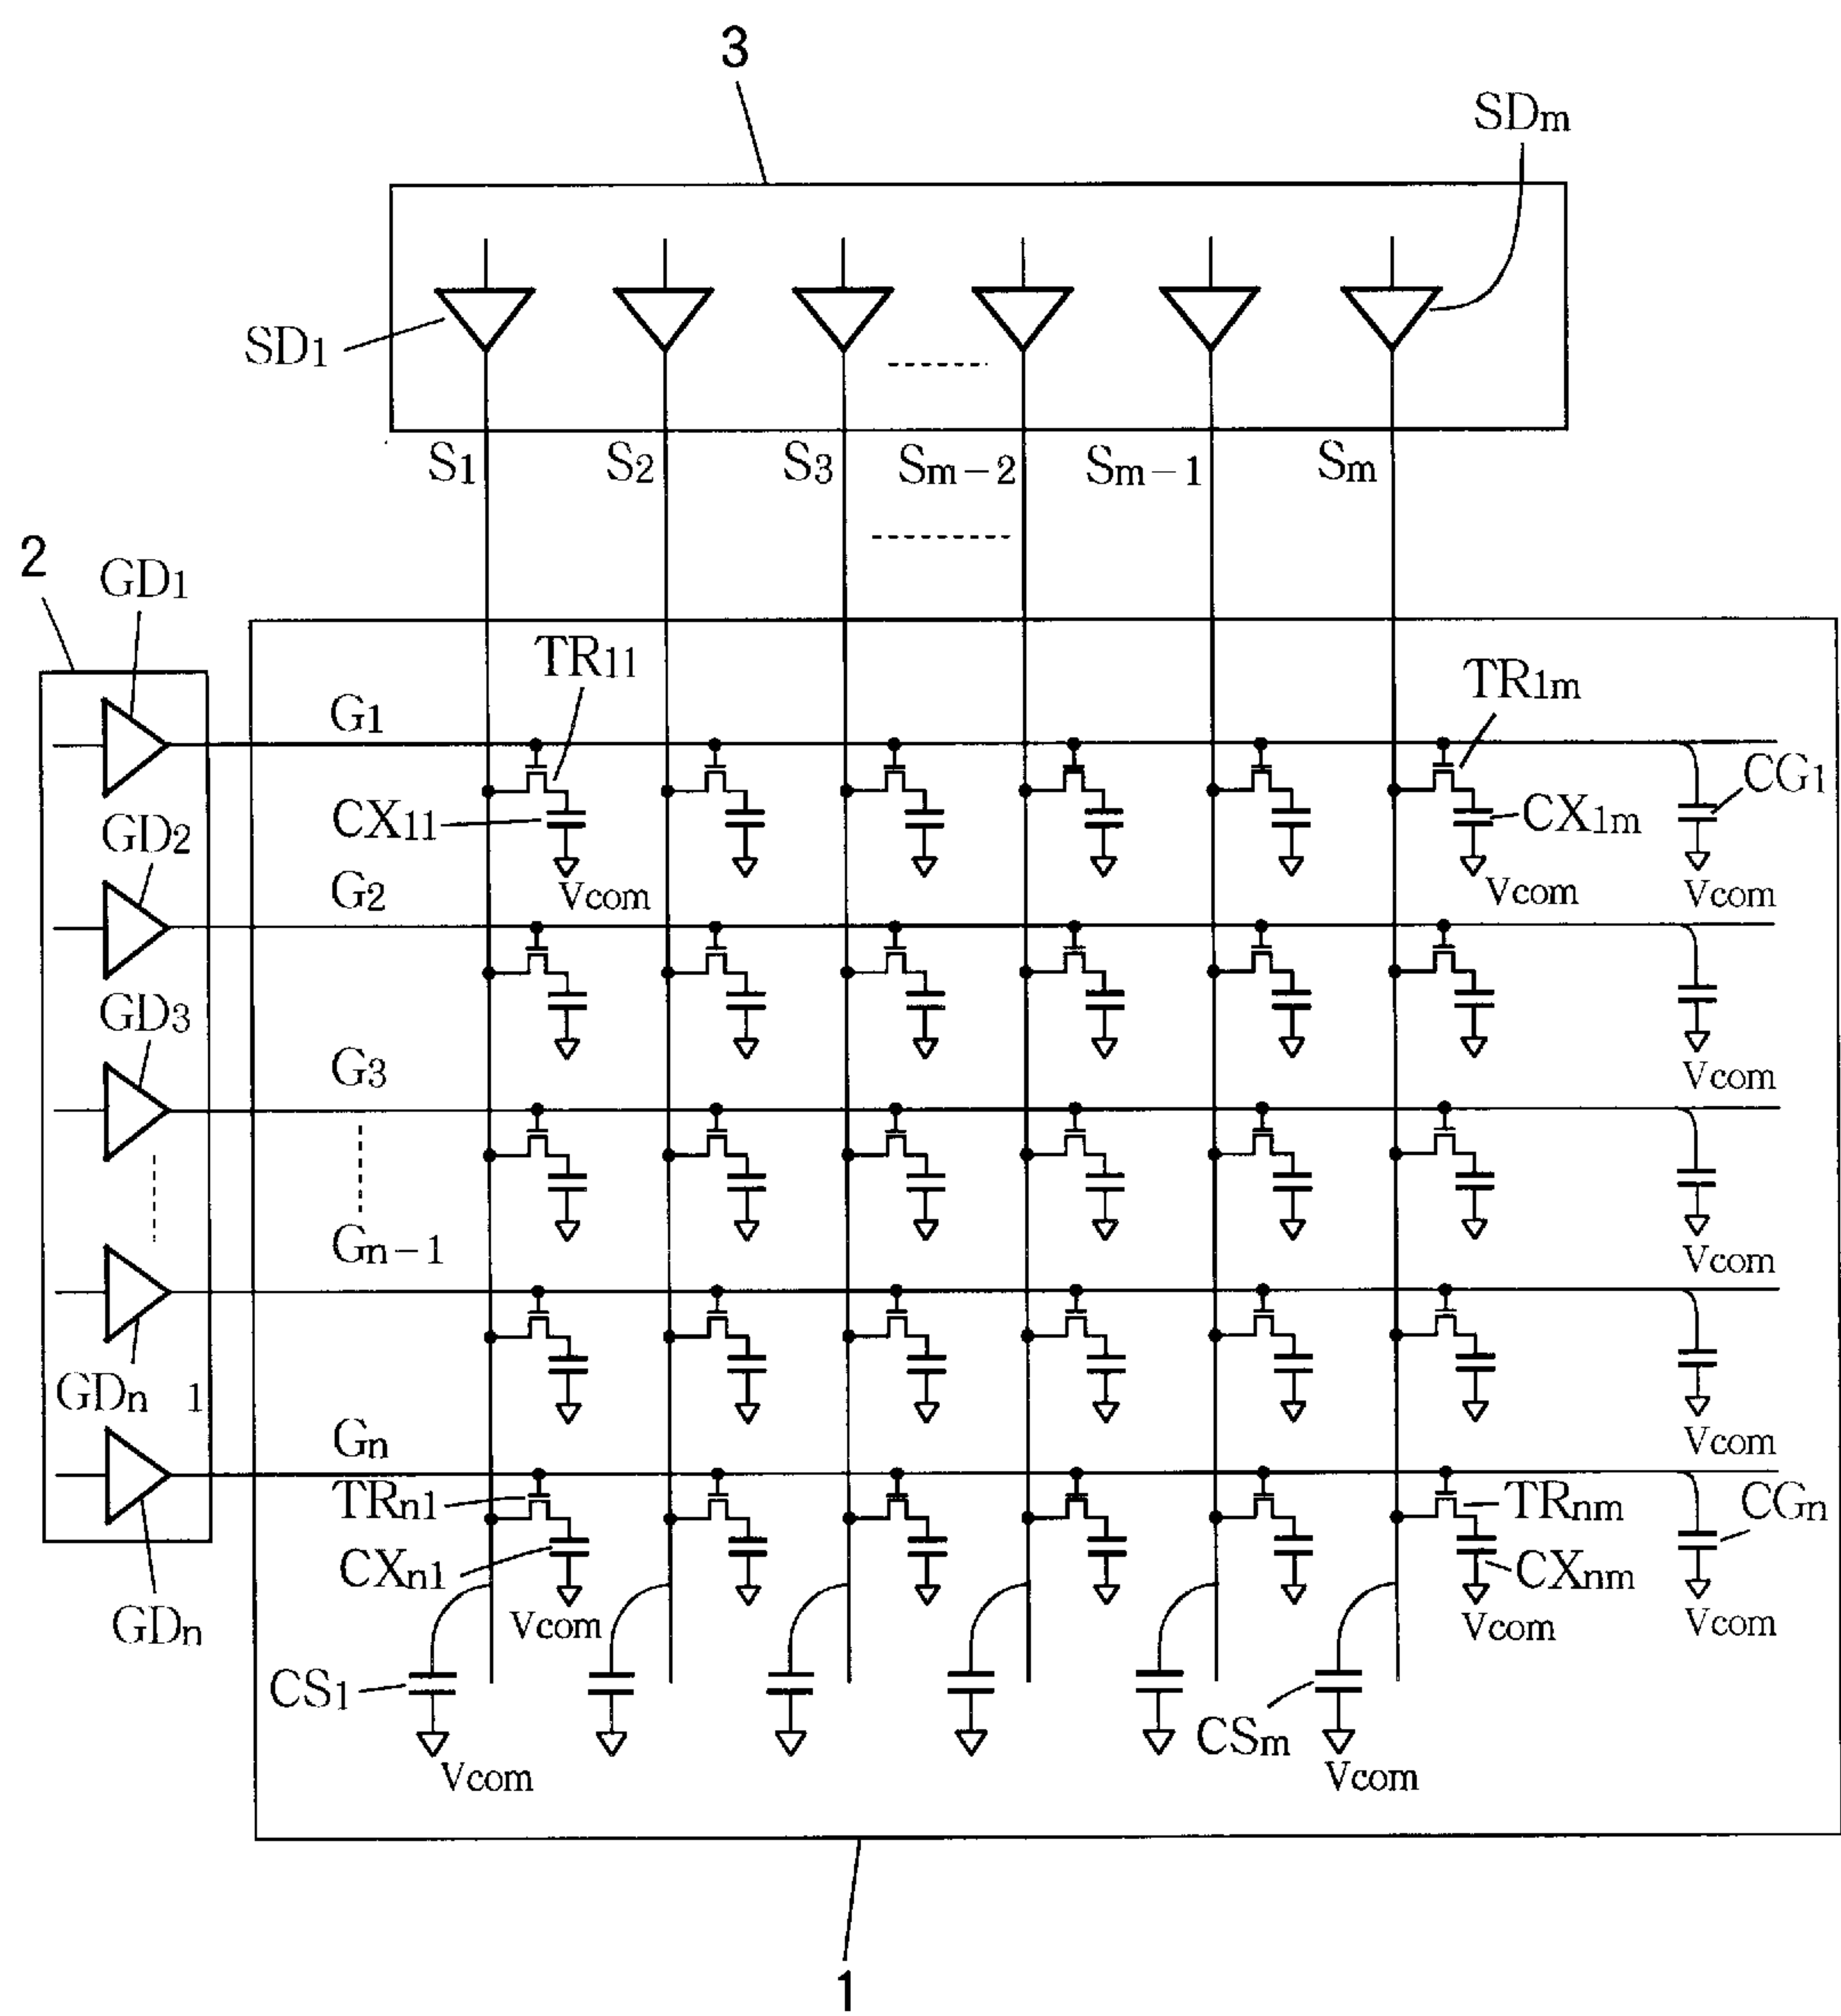 3
SDm
SD1
S1 S2 S3 Sm-2 Sm-1 Sm
2
GD1
TR11
TR1m
G1
CG1
CX11
CX1m
GD2
G2
Vcom
Vcom
Vcom
GD3
G3
Vcom
Gn-1
Vcom
GDn 1
Gn
Vcom
TRn1
TRnm
CGn
CXn1
CXnm
GDn
Vcom
Vcom
Vcom
CS1
CSm
Vcom
Vcom
1